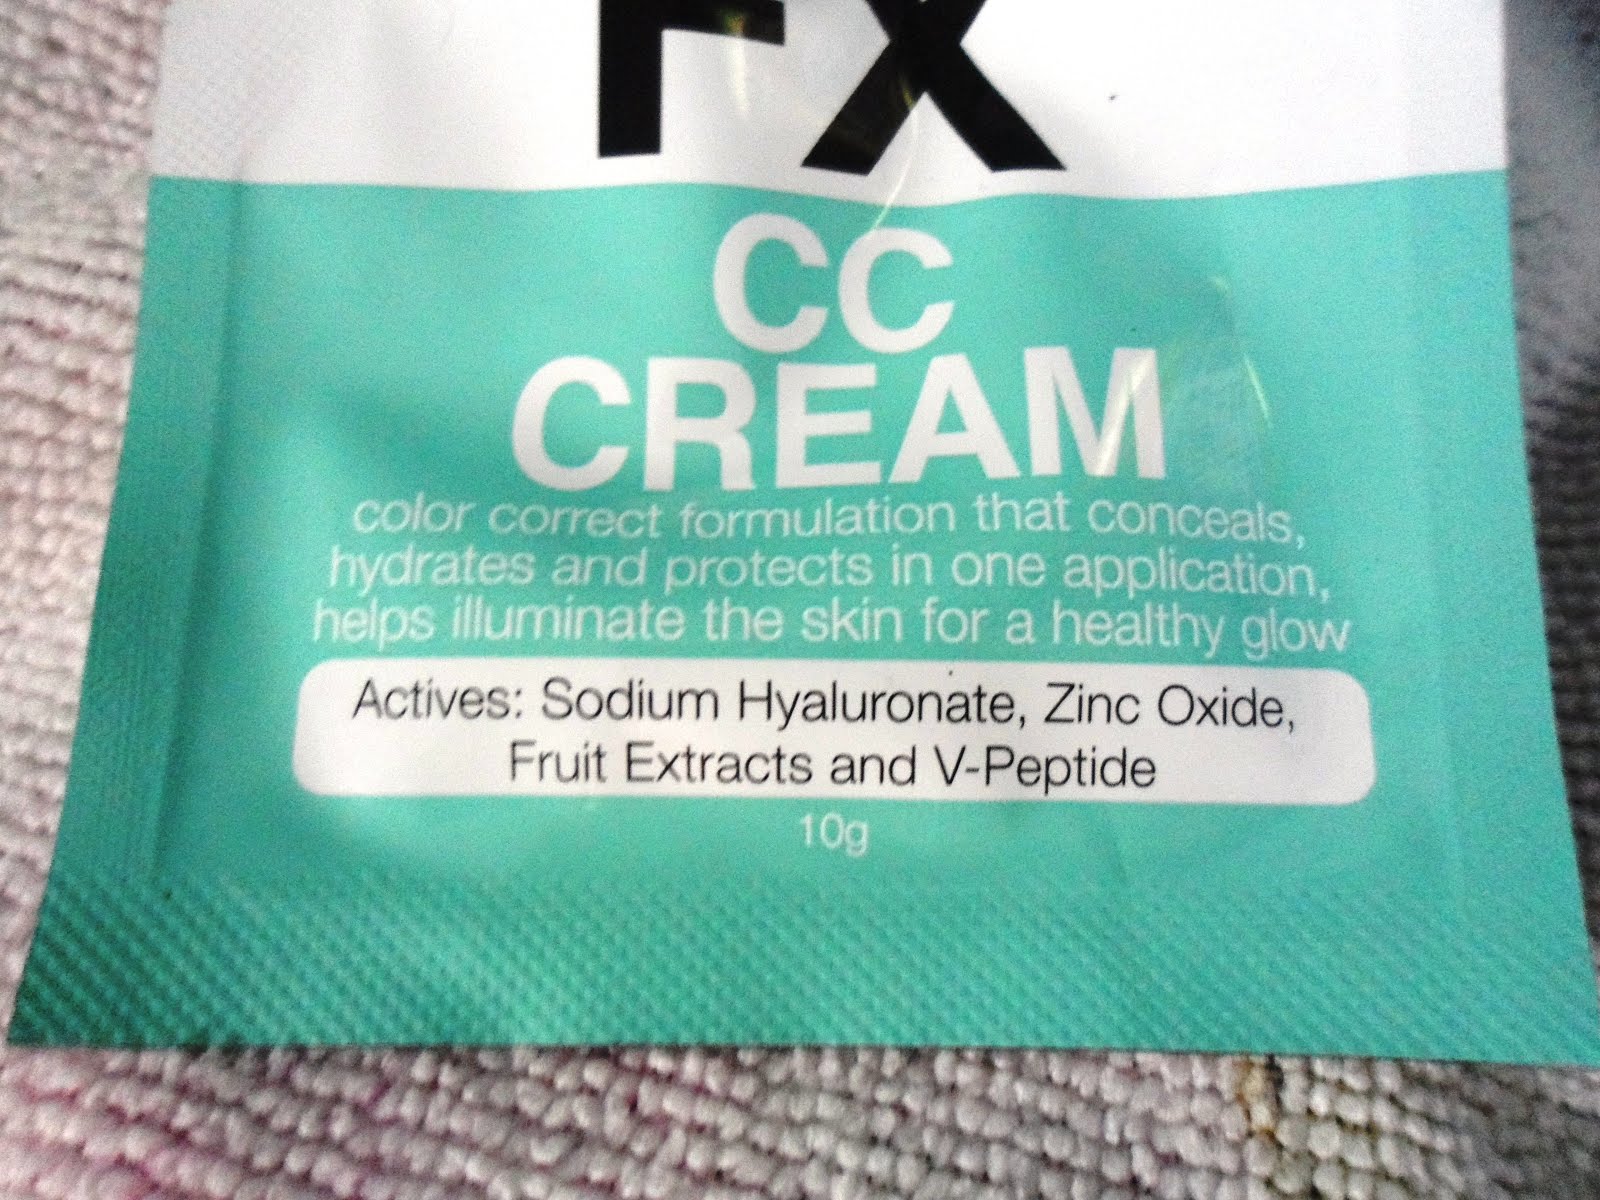 FX
CC
CREAM
color correct formulation that conceals,
hydrates and protects in one application,
helps illuminate the skin for a healthy glow
Actives: Sodium Hyaluronate, Zinc Oxide,
Fruit Extracts and V-Peptide
10g